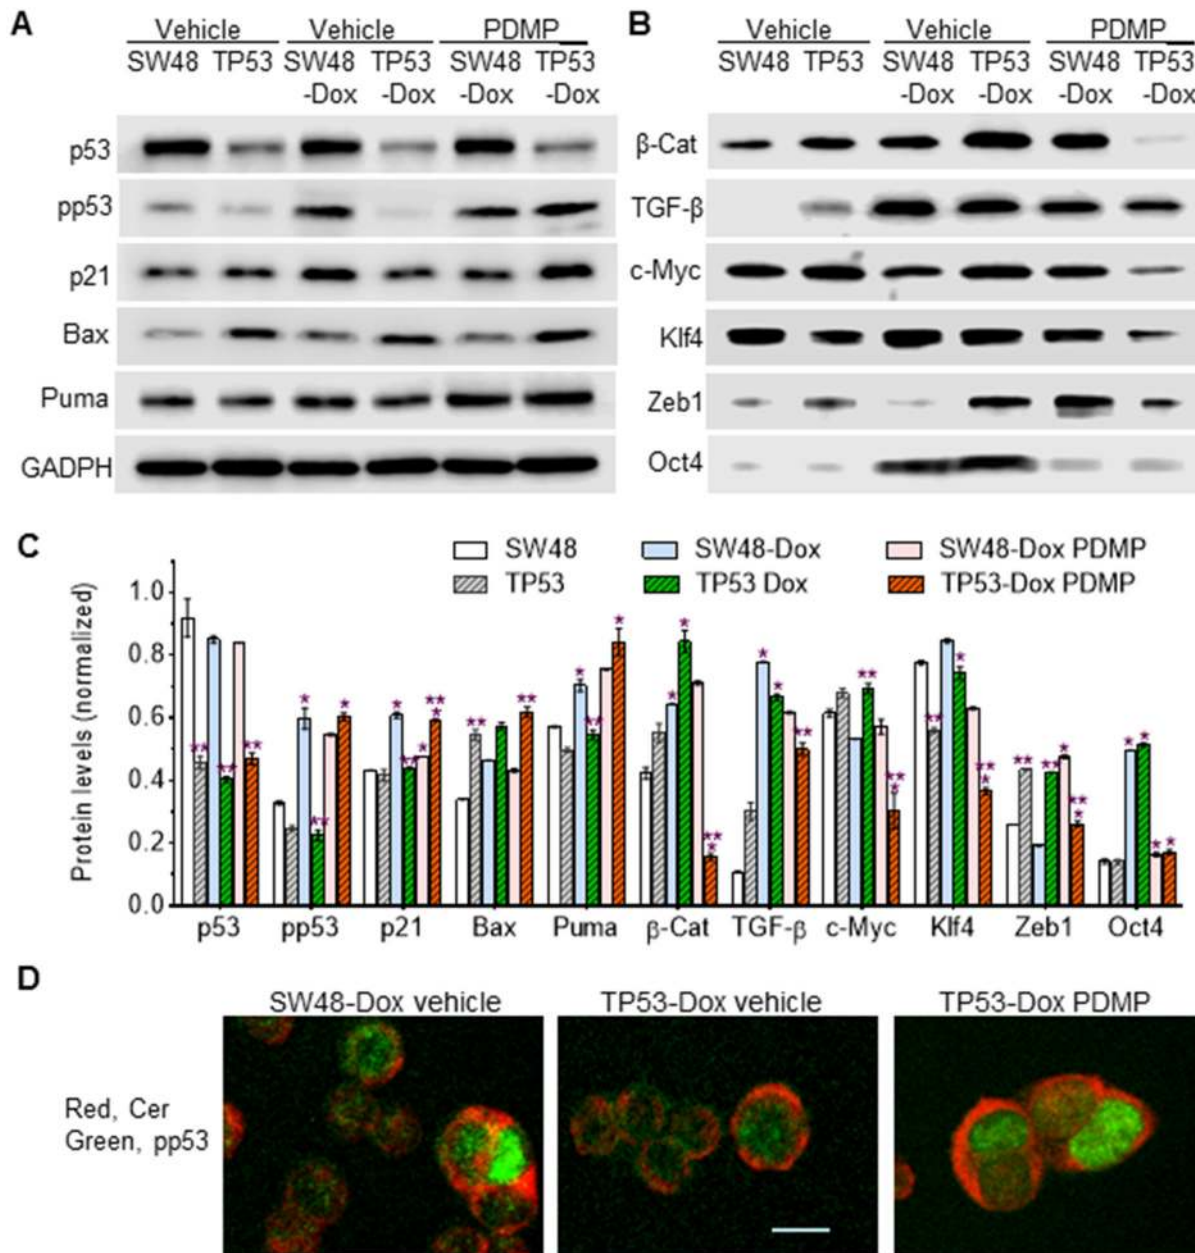 A
Vehicle Vehicle PDMP
SW48 TP53 SW48 TP53 SW48 TP53
-Dox -Dox -Dox -Dox
p53
pp53
p21
Bax
Puma
GADPH
B
Vehicle Vehicle PDMP
SW48 TP53 SW48 TP53 SW48 TP53
-Dox -Dox -Dox -Dox
β-Cat
TGF-β
c-Myc
Klf4
Zeb1
Oct4
C
SW48 SW48-Dox SW48-Dox PDMP
TP53 TP53 Dox TP53-Dox PDMP
Protein levels (normalized)
1.0
0.8
0.6
0.4
0.2
0.0
p53 pp53 p21 Bax Puma β-Cat TGF-β c-Myc Klf4 Zeb1 Oct4
D
SW48-Dox vehicle TP53-Dox vehicle TP53-Dox PDMP
Red, Cer
Green, pp53